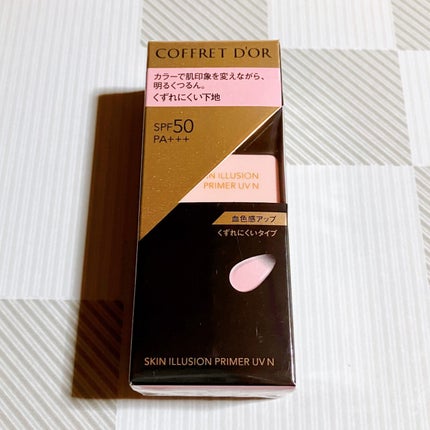 COFFRET D'OR
カラーで肌印象を変えながら、
明るくつるん。
くずれにくい下地
SPF50
PA+++
SKIN ILLUSION
PRIMER UV N
血色感アップ
くずれにくいタイプ
SKIN ILLUSION PRIMER UV N